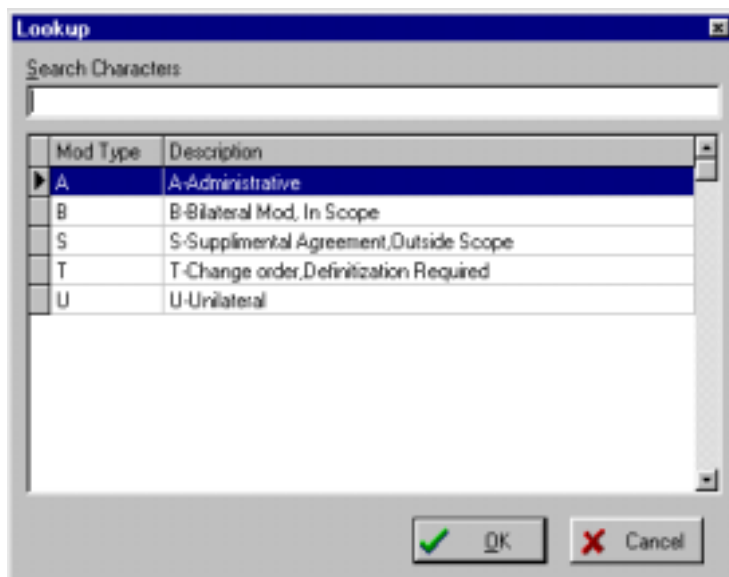 Lookup
Search Characters
Mod Type Description
A A-Administrative
B B-Bilateral Mod, In Scope
S S-Supplimental Agreement,Outside Scope
T T-Change order,Definitization Required
U U-Unilateral
OK Cancel